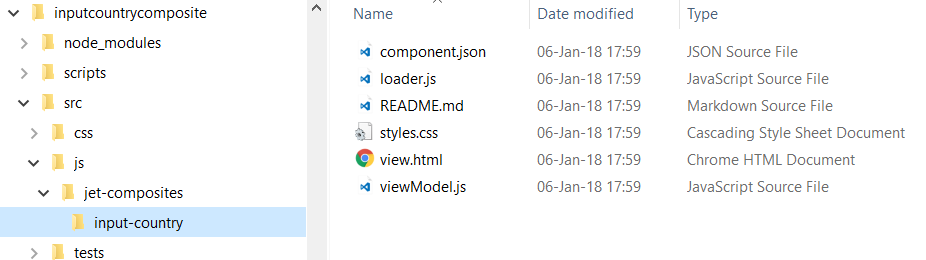 inputcountrycomposite
node_modules
scripts
src
css
js
jet-composites
input-country
tests
Name Date modified Type
component.json 06-Jan-18 17:59 JSON Source File
loader.js 06-Jan-18 17:59 JavaScript Source File
README.md 06-Jan-18 17:59 Markdown Source File
styles.css 06-Jan-18 17:59 Cascading Style Sheet Document
view.html 06-Jan-18 17:59 Chrome HTML Document
viewModel.js 06-Jan-18 17:59 JavaScript Source File